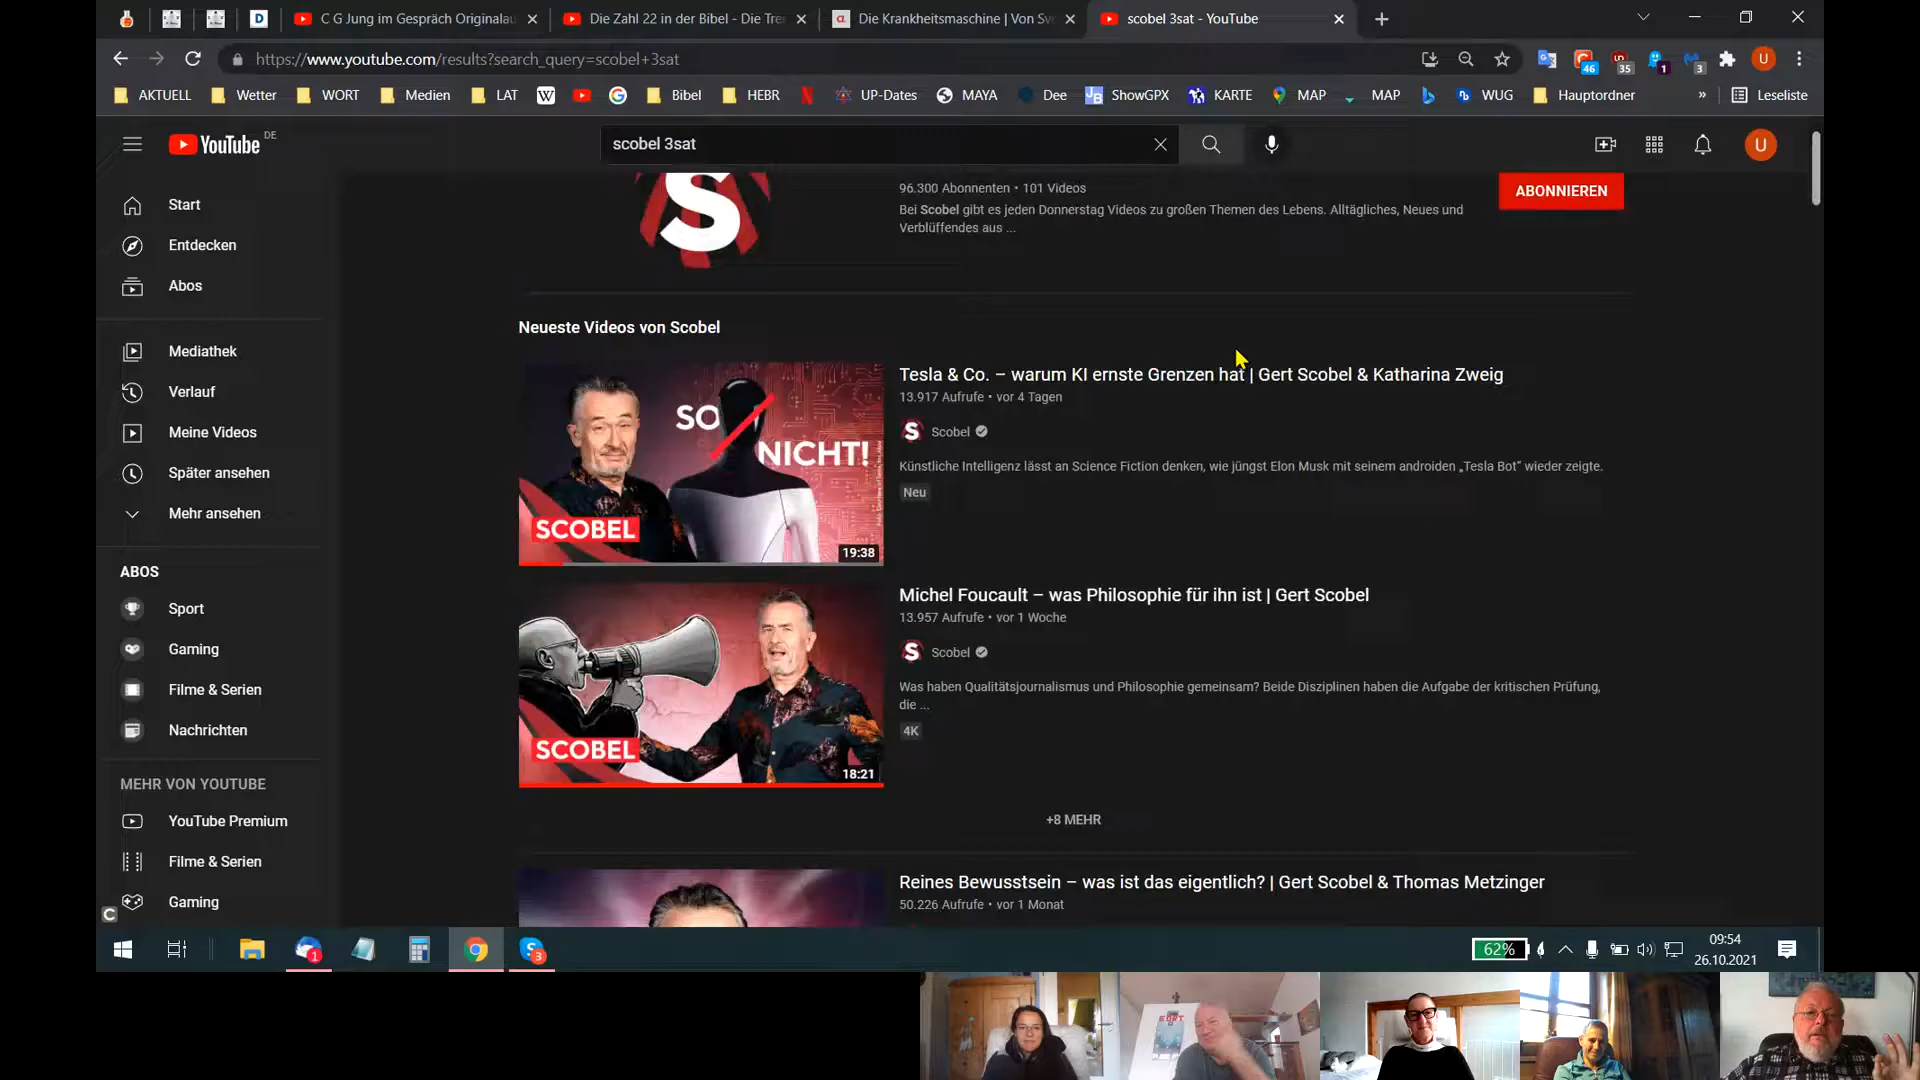 C G Jung im Gespräch Originalau
Die Zahl 22 in der Bibel - Die Tre
Die Krankheitsmaschine | Von Sv
scobel 3sat - YouTube
https://www.youtube.com/results?search_query=scobel+3sat
46
35
1
3
U
AKTUELL
Wetter
WORT
Medien
LAT
W
Bibel
HEBR
UP-Dates
MAYA
Dee
ShowGPX
KARTE
MAP
MAP
WUG
Hauptordner
»
Leseliste
YouTube DE
scobel 3sat
U
96.300 Abonnenten • 101 Videos
Bei Scobel gibt es jeden Donnerstag Videos zu großen Themen des Lebens. Alltägliches, Neues und
Verblüffendes aus ...
ABONNIEREN
S
Start
Entdecken
Abos
Mediathek
Verlauf
Meine Videos
Später ansehen
Mehr ansehen
ABOS
Sport
Gaming
Filme & Serien
Nachrichten
MEHR VON YOUTUBE
YouTube Premium
Filme & Serien
Gaming
Neueste Videos von Scobel
SO
NICHT!
SCOBEL
19:38
Tesla & Co. – warum KI ernste Grenzen hat | Gert Scobel & Katharina Zweig
13.917 Aufrufe • vor 4 Tagen
S Scobel
Künstliche Intelligenz lässt an Science Fiction denken, wie jüngst Elon Musk mit seinem androiden „Tesla Bot“ wieder zeigte.
Neu
SCOBEL
18:21
Michel Foucault – was Philosophie für ihn ist | Gert Scobel
13.957 Aufrufe • vor 1 Woche
S Scobel
Was haben Qualitätsjournalismus und Philosophie gemeinsam? Beide Disziplinen haben die Aufgabe der kritischen Prüfung,
die ...
4K
+8 MEHR
Reines Bewusstsein – was ist das eigentlich? | Gert Scobel & Thomas Metzinger
50.226 Aufrufe • vor 1 Monat
C
1
3
62%
09:54
26.10.2021